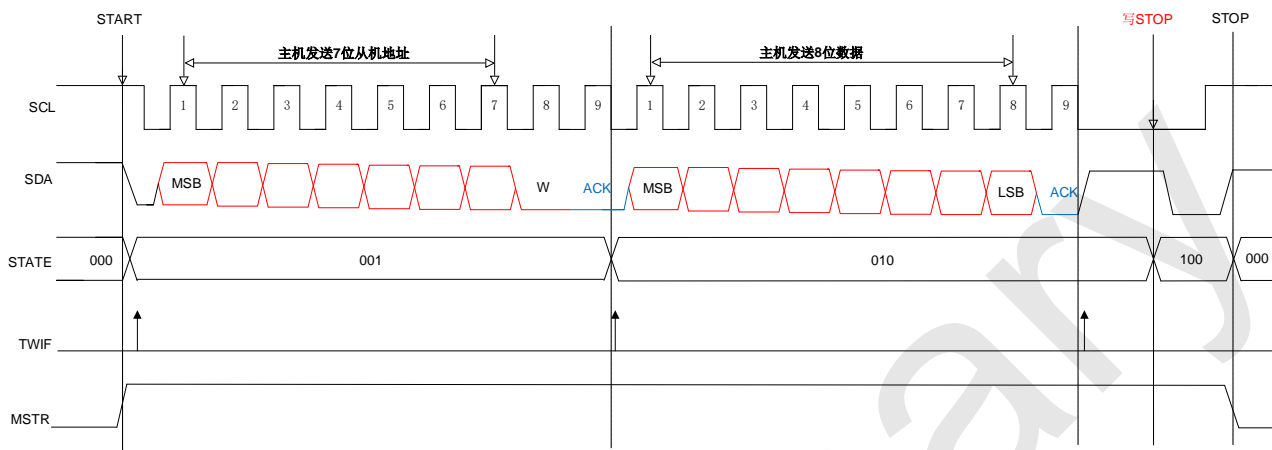 START 写STOP STOP
主机发送7位从机地址 主机发送8位数据
SCL 1 2 3 4 5 6 7 8 9 1 2 3 4 5 6 7 8 9
SDA MSB W ACK MSB LSB ACK
STATE 000 001 010 100 000
TWIF
MSTR